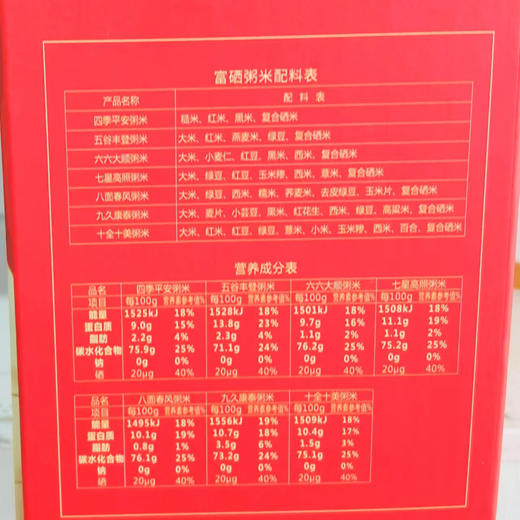 富硒粥米配料表
产品名称 配 料 表
四季平安粥米 糙米、红米、黑米、复合硒米
五谷丰登粥米 大米、红米、燕麦米、绿豆、复合硒米
六六大顺粥米 大米、小麦仁、红豆、黑米、西米、复合硒米
七星高照粥米 大米、绿豆、红豆、玉米糁、西米、薏米、复合硒米
八面春风粥米 大米、绿豆、西米、糯米、荞麦米、去皮绿豆、玉米片、复合硒米
九久康泰粥米 大米、麦片、小芸豆、黑米、红花生、西米、绿豆、高粱米、复合硒米
十全十美粥米 大米、红米、红豆、绿豆、薏米、小米、玉米糁、西米、百合、复合硒米
营养成分表
品名 四季平安粥米 五谷丰登粥米 六六大顺粥米 七星高照粥米
项目 每100g 营养素参考值% 每100g 营养素参考值% 每100g 营养素参考值% 每100g 营养素参考值%
能量 1525kJ 18% 1528kJ 18% 1501kJ 18% 1508kJ 18%
蛋白质 9.0g 15% 13.8g 23% 9.7g 16% 11.1g 19%
脂肪 2.2g 4% 2.3g 4% 1.1g 2% 1.1g 2%
碳水化合物 75.9g 25% 71.1g 24% 76.2g 25% 75.2g 25%
钠 0g 0% 0g 0% 0g 0% 0g 0%
硒 20μg 40% 20μg 40% 20μg 40% 20μg 40%
品名 八面春风粥米 九久康泰粥米 十全十美粥米
项目 每100g 营养素参考值% 每100g 营养素参考值% 每100g 营养素参考值%
能量 1495kJ 18% 1556kJ 19% 1509kJ 18%
蛋白质 10.1g 19% 10.7g 18% 10.4g 17%
脂肪 0.8g 1% 3.5g 6% 1.5g 3%
碳水化合物 76.1g 25% 73.2g 24% 75.1g 25%
钠 0g 0% 0g 0% 0g 0%
硒 20μg 40% 20μg 40% 20μg 40%